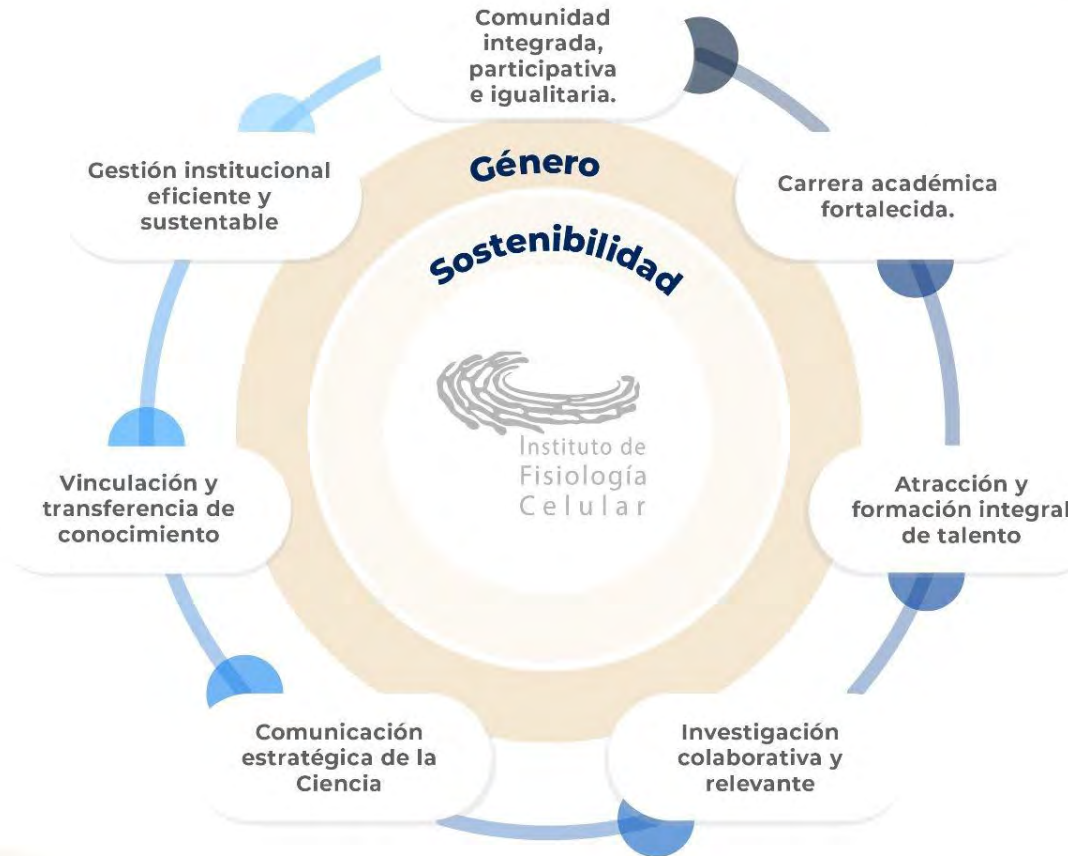 Comunidad
integrada,
participativa
e igualitaria.
Género
Gestión institucional
eficiente y
sustentable
Carrera académica
fortalecida.
Sostenibilidad
Instituto de
Fisiología
Celular
Vinculación y
transferencia de
conocimiento
Atracción y
formación integral
de talento
Comunicación
estratégica de la
Ciencia
Investigación
colaborativa y
relevante